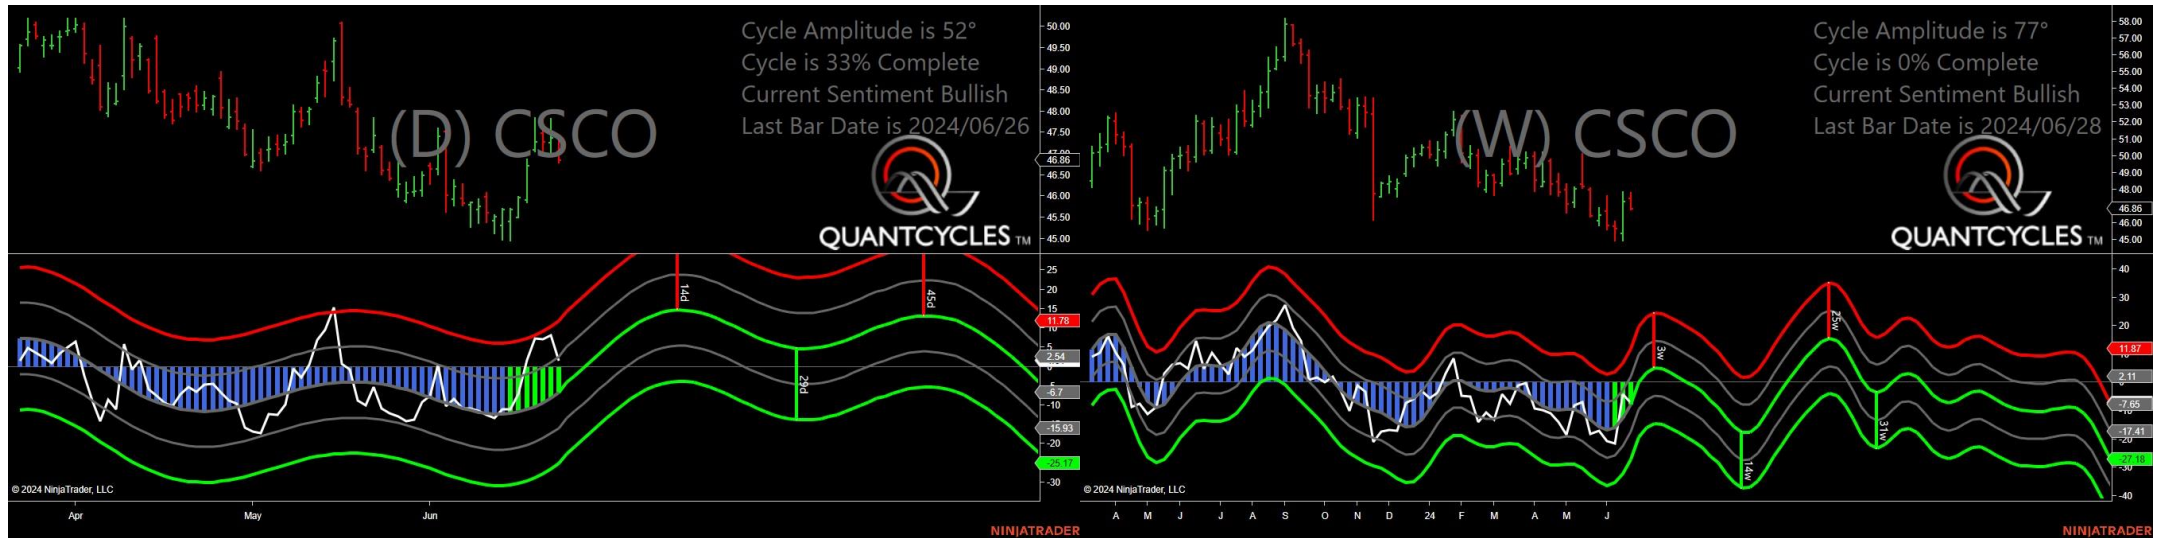 Cycle Amplitude is 52°
Cycle is 33% Complete
Current Sentiment Bullish
Last Bar Date is 2024/06/26
(D) CSCO
QUANTCYCLES TM
50.00
49.50
49.00
48.50
48.00
47.50
46.86
46.50
46.00
45.50
45.00
14d
45d
29d
25
20
15
11.78
10
5
2.54
-6.7
-10
-15.93
-20
-25.17
-30
© 2024 NinjaTrader, LLC
Apr May Jun
NINJATRADER
Cycle Amplitude is 77°
Cycle is 0% Complete
Current Sentiment Bullish
Last Bar Date is 2024/06/28
(W) CSCO
QUANTCYCLES TM
58.00
57.00
56.00
55.00
54.00
53.00
52.00
51.00
50.00
49.00
48.00
46.86
46.00
45.00
3w
25w
14w
31w
40
30
20
11.87
2.11
-7.65
-17.41
-27.18
-30
-40
© 2024 NinjaTrader, LLC
A M J J A S O N D 24 F M A M J
NINJATRADER